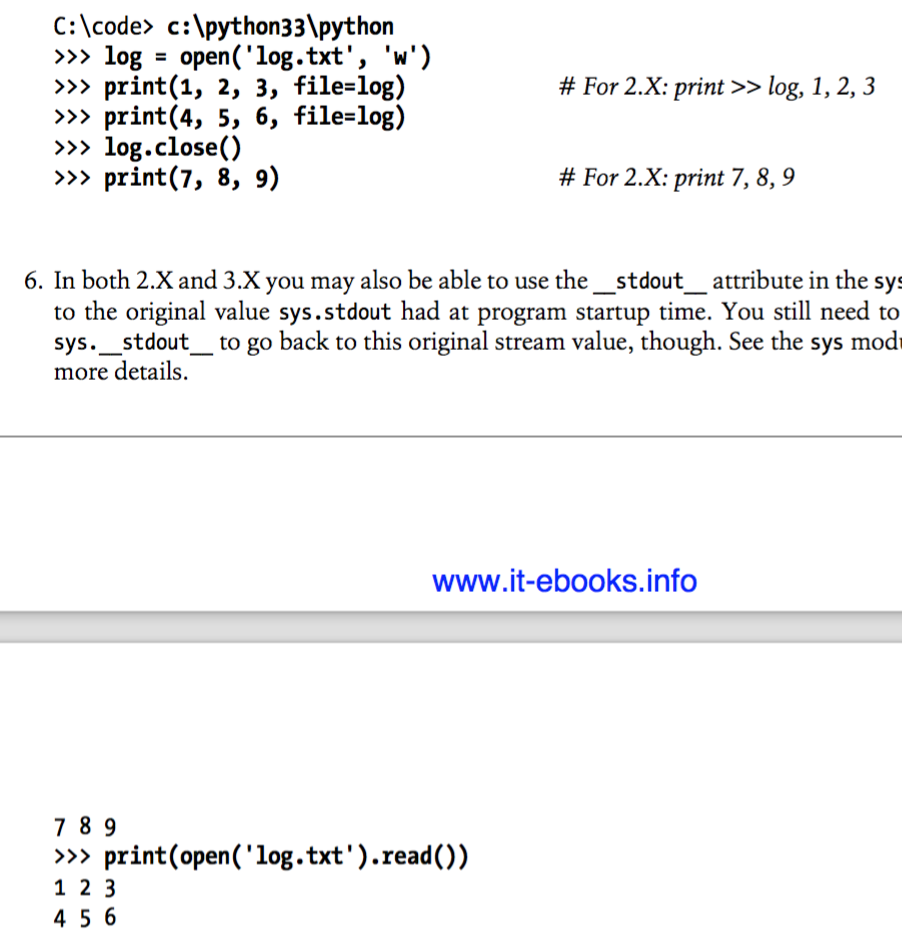 C:\code> c:\python33\python
>>> log = open('log.txt', 'w')
>>> print(1, 2, 3, file=log) # For 2.X: print >> log, 1, 2, 3
>>> print(4, 5, 6, file=log)
>>> log.close()
>>> print(7, 8, 9) # For 2.X: print 7, 8, 9
6. In both 2.X and 3.X you may also be able to use the __stdout__ attribute in the
to the original value sys.stdout had at program startup time. You still need to
sys.__stdout__ to go back to this original stream value, though. See the sys
more details.
www.it-ebooks.info
7 8 9
>>> print(open('log.txt').read())
1 2 3
4 5 6